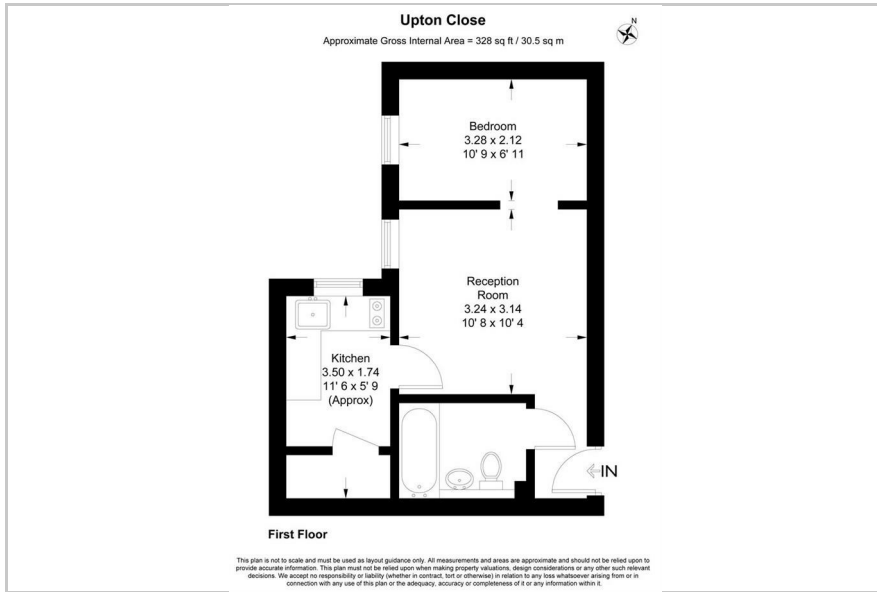 Upton Close
Approximate Gross Internal Area = 328 sq ft / 30.5 sq m
N
Bedroom
3.28 x 2.12
10' 9 x 6' 11
Reception
Room
3.24 x 3.14
10' 8 x 10' 4
Kitchen
3.50 x 1.74
11' 6 x 5' 9
(Approx)
IN
First Floor
This plan is not to scale and must be used as layout guidance only. All measurements and areas are approximate and should not be relied upon to
provide accurate information. This plan must not be relied upon when making property valuations, design considerations or any other such relevant
decisions. We accept no responsibility or liability (whether in contract, tort or otherwise) in relation to any loss whatsoever arising from or in
connection with any use of this plan or the adequacy, accuracy or completeness of it or any information within it.